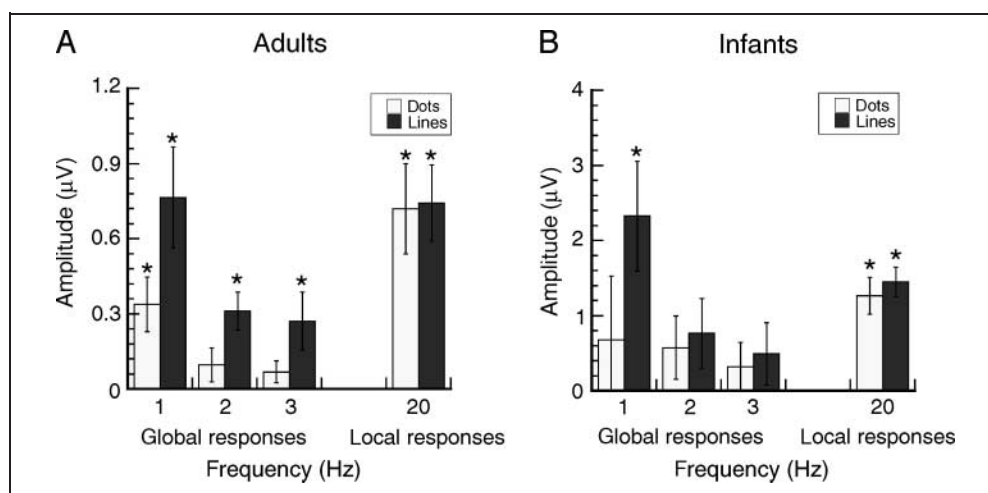 A
Adults
1.2
0.9
0.6
0.3
0
Amplitude (μV)
Dots
Lines
*
*
*
*
*
*
1
2
3
20
Global responses
Local responses
Frequency (Hz)
B
Infants
4
3
2
1
0
Amplitude (μV)
Dots
Lines
*
*
*
1
2
3
20
Global responses
Local responses
Frequency (Hz)